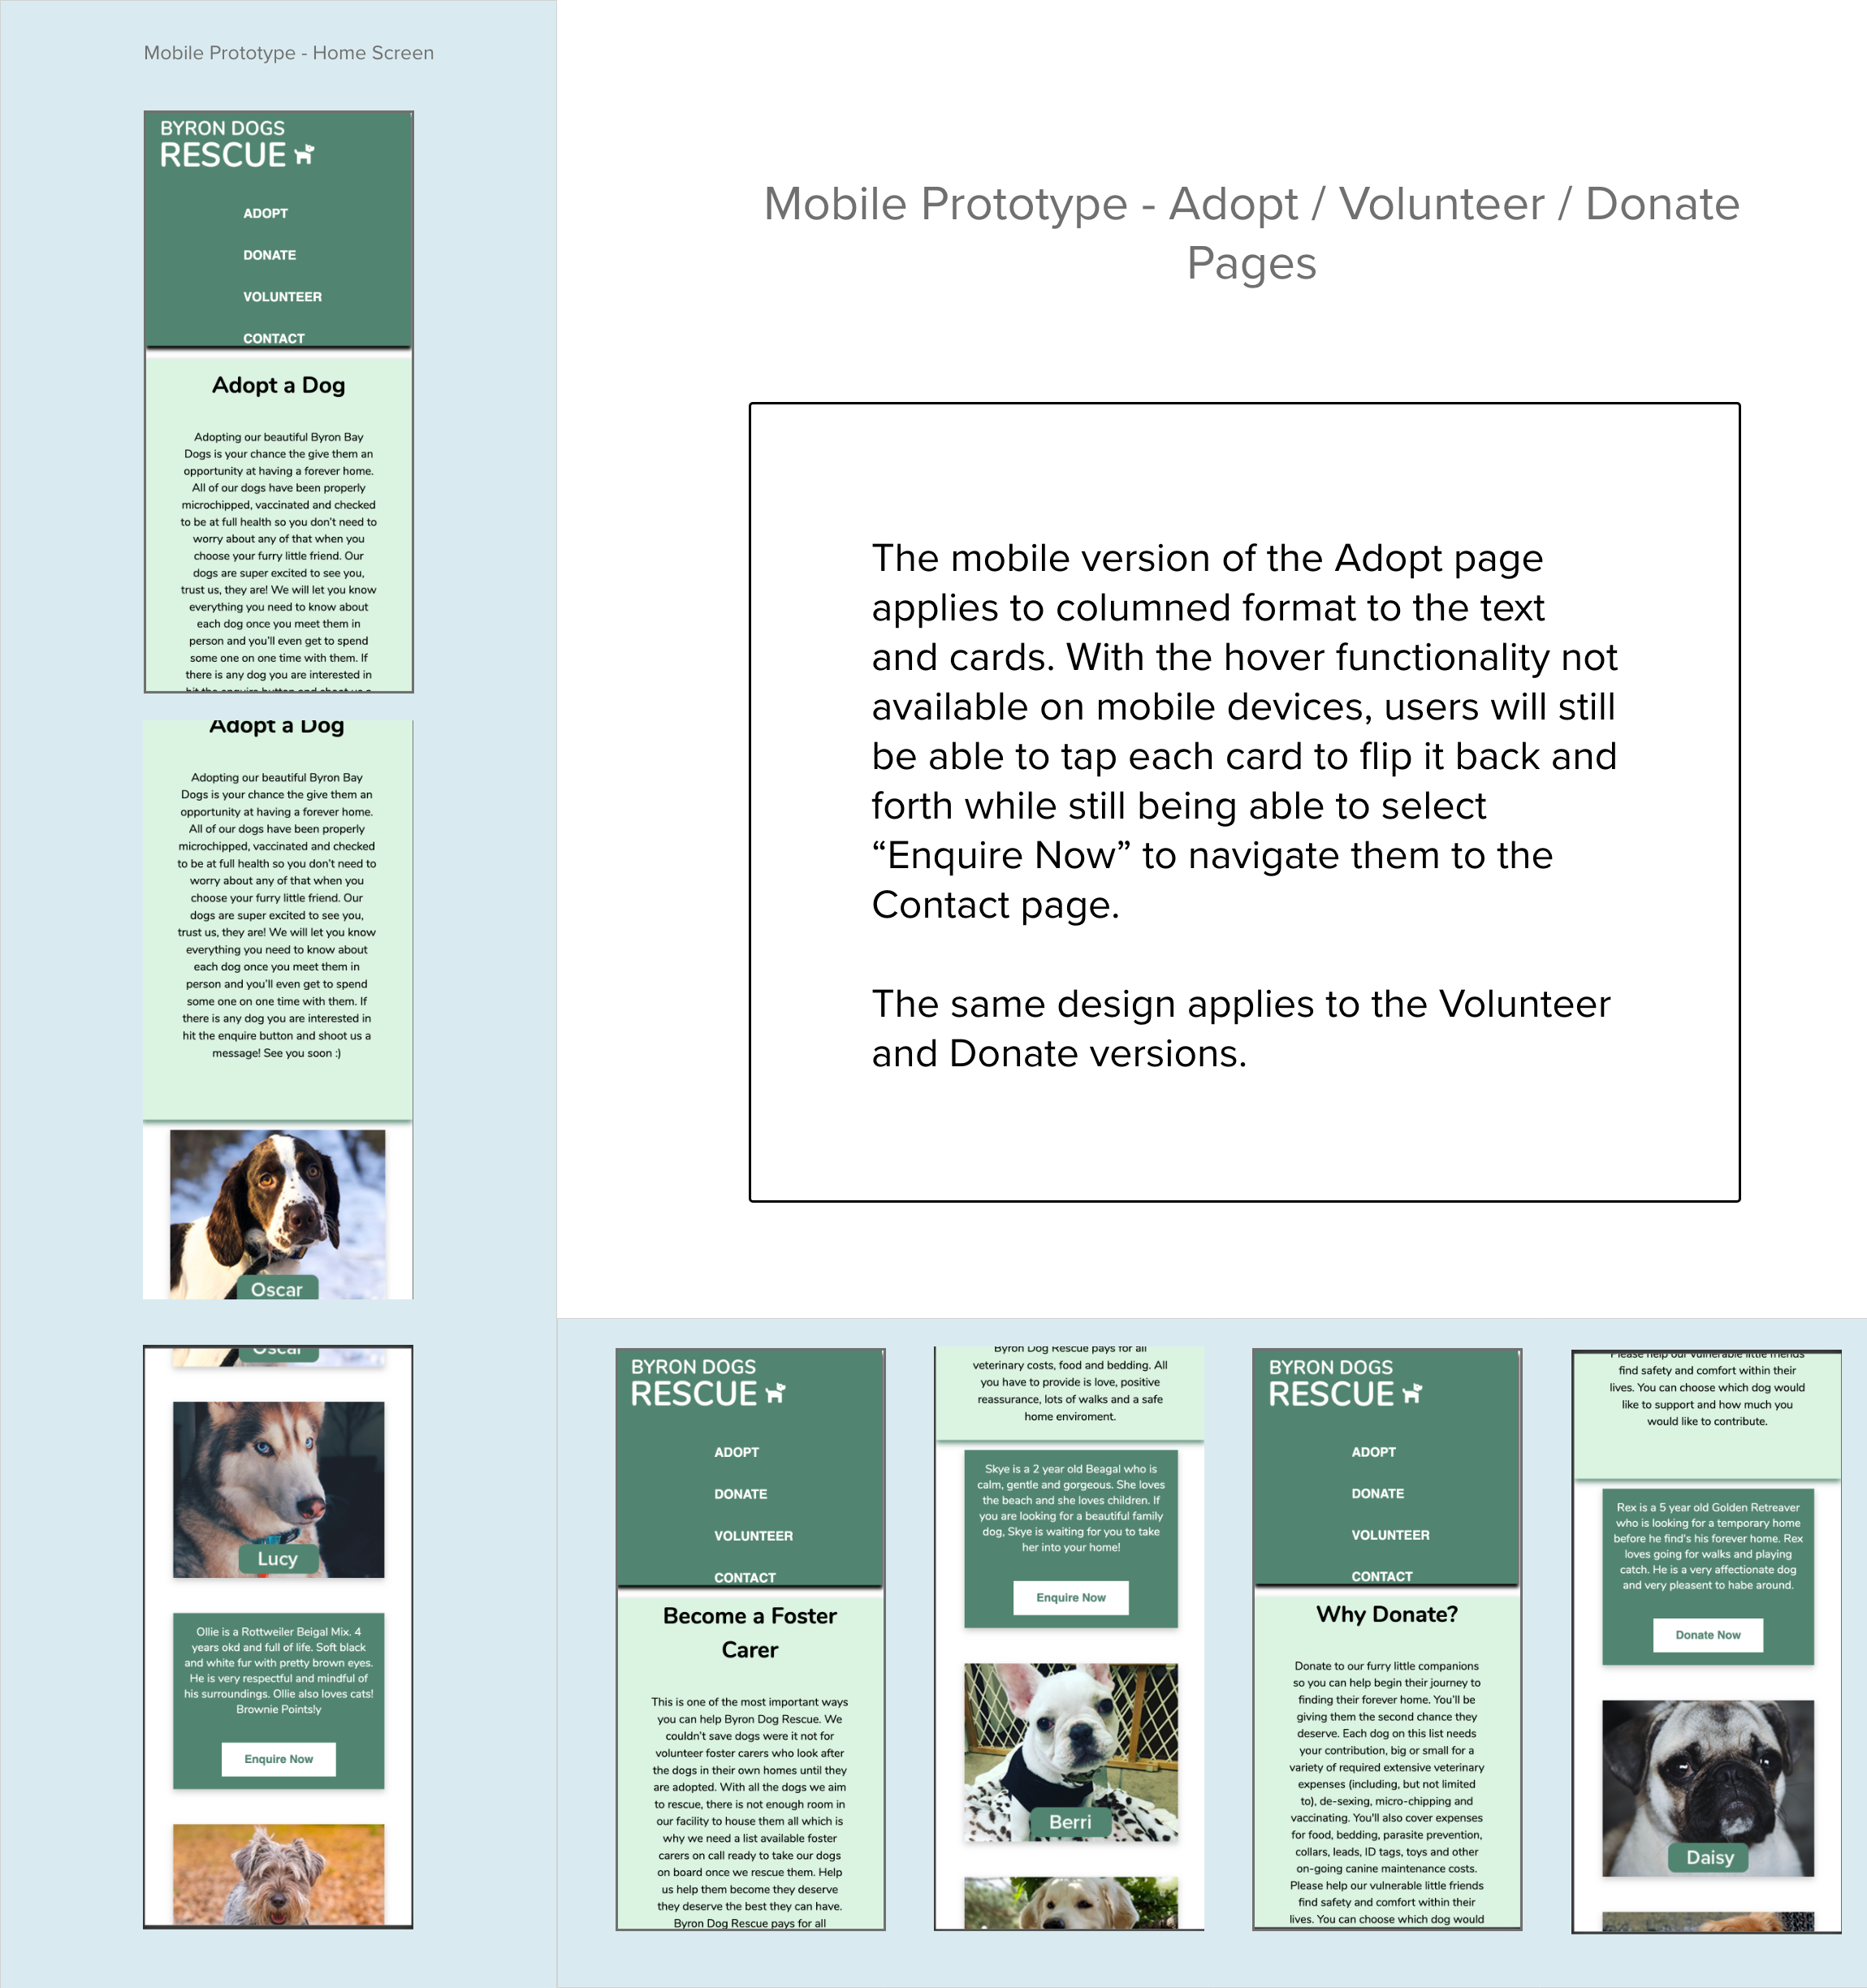 Mobile Prototype - Home Screen
BYRON DOGS
RESCUE
ADOPT
DONATE
VOLUNTEER
CONTACT
Adopt a Dog
Adopting our beautiful Byron Bay
Dogs is your chance the give them an
opportunity at having a forever home.
All of our dogs have been properly
microchipped, vaccinated and checked
to be at full health so you don't need to
worry about any of that when you
choose your furry little friend. Our
dogs are super excited to see you,
trust us, they are! We will let you know
everything you need to know about
each dog once you meet them in
person and you'll even get to spend
some one on one time with them. If
there is any dog you are interested in
hit the enquire button and shoot us a
Adopt a Dog
Adopting our beautiful Byron Bay
Dogs is your chance the give them an
opportunity at having a forever home.
All of our dogs have been properly
microchipped, vaccinated and checked
to be at full health so you don't need to
worry about any of that when you
choose your furry little friend. Our
dogs are super excited to see you,
trust us, they are! We will let you know
everything you need to know about
each dog once you meet them in
person and you'll even get to spend
some one on one time with them. If
there is any dog you are interested in
hit the enquire button and shoot us a
message! See you soon :)
Oscar
Oscar
Lucy
Ollie is a Rottweiler Beigal Mix. 4
years okd and full of life. Soft black
and white fur with pretty brown eyes.
He is very respectful and mindful of
his surroundings. Ollie also loves cats!
Brownie Points!y
Enquire Now
Mobile Prototype - Adopt / Volunteer / Donate
Pages
The mobile version of the Adopt page
applies to columned format to the text
and cards. With the hover functionality not
available on mobile devices, users will still
be able to tap each card to flip it back and
forth while still being able to select
“Enquire Now” to navigate them to the
Contact page.
The same design applies to the Volunteer
and Donate versions.
BYRON DOGS
RESCUE
ADOPT
DONATE
VOLUNTEER
CONTACT
Become a Foster
Carer
This is one of the most important ways
you can help Byron Dog Rescue. We
couldn't save dogs were it not for
volunteer foster carers who look after
the dogs in their own homes until they
are adopted. With all the dogs we aim
to rescue, there is not enough room in
our facility to house them all which is
why we need a list available foster
carers on call ready to take our dogs
on board once we rescue them. Help
us help them become they deserve
they deserve the best they can have.
Byron Dog Rescue pays for all
Byron Dog Rescue pays for all
veterinary costs, food and bedding. All
you have to provide is love, positive
reassurance, lots of walks and a safe
home enviroment.
Skye is a 2 year old Beagal who is
calm, gentle and gorgeous. She loves
the beach and she loves children. If
you are looking for a beautiful family
dog, Skye is waiting for you to take
her into your home!
Enquire Now
Berri
BYRON DOGS
RESCUE
ADOPT
DONATE
VOLUNTEER
CONTACT
Why Donate?
Donate to our furry little companions
so you can help begin their journey to
finding their forever home. You'll be
giving them the second chance they
deserve. Each dog on this list needs
your contribution, big or small for a
variety of required extensive veterinary
expenses (including, but not limited
to), de-sexing, micro-chipping and
vaccinating. You'll also cover expenses
for food, bedding, parasite prevention,
collars, leads, ID tags, toys and other
on-going canine maintenance costs.
Please help our vulnerable little friends
find safety and comfort within their
lives. You can choose which dog would
Please help our vulnerable little friends
find safety and comfort within their
lives. You can choose which dog would
like to support and how much you
would like to contribute.
Rex is a 5 year old Golden Retreaver
who is looking for a temporary home
before he find's his forever home. Rex
loves going for walks and playing
catch. He is a very affectionate dog
and very pleasent to habe around.
Donate Now
Daisy